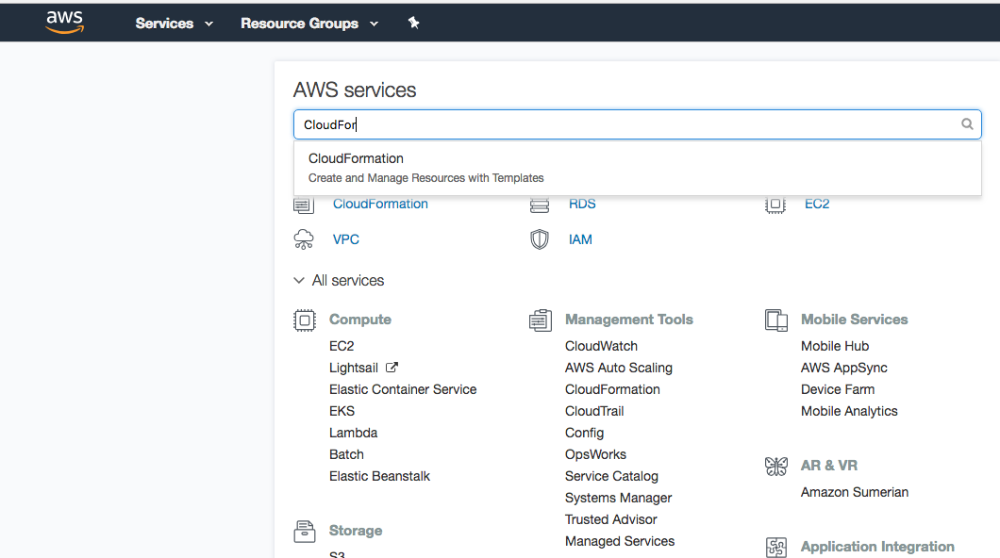 aws Services Resource Groups
AWS services
CloudFor
CloudFormation
Create and Manage Resources with Templates
CloudFormation RDS EC2
VPC IAM
All services
Compute
EC2
Lightsail
Elastic Container Service
EKS
Lambda
Batch
Elastic Beanstalk
Storage
S3
Management Tools
CloudWatch
AWS Auto Scaling
CloudFormation
CloudTrail
Config
OpsWorks
Service Catalog
Systems Manager
Trusted Advisor
Managed Services
Mobile Services
Mobile Hub
AWS AppSync
Device Farm
Mobile Analytics
AR & VR
Amazon Sumerian
Application Integration